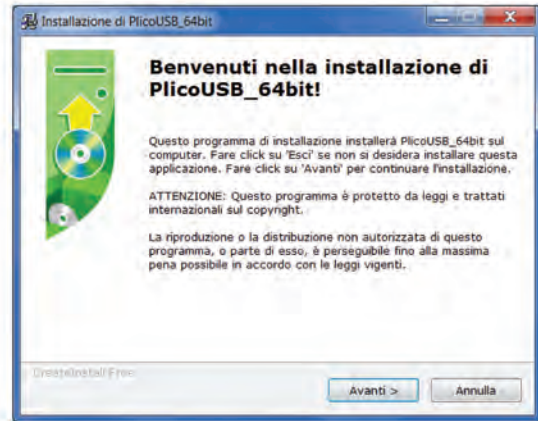 Installazione di PlicoUSB_64bit
Benvenuti nella installazione di
PlicoUSB_64bit!
Questo programma di installazione installerà PlicoUSB_64bit sul
computer. Fare click su 'Esci' se non si desidera installare questa
applicazione. Fare click su 'Avanti' per continuare l'installazione.
ATTENZIONE: Questo programma è protetto da leggi e trattati
internazionali sul copyright.
La riproduzione o la distribuzione non autorizzata di questo
programma, o parte di esso, è perseguibile fino alla massima
pena possibile in accordo con le leggi vigenti.
CreateInstall Free
Avanti >
Annulla